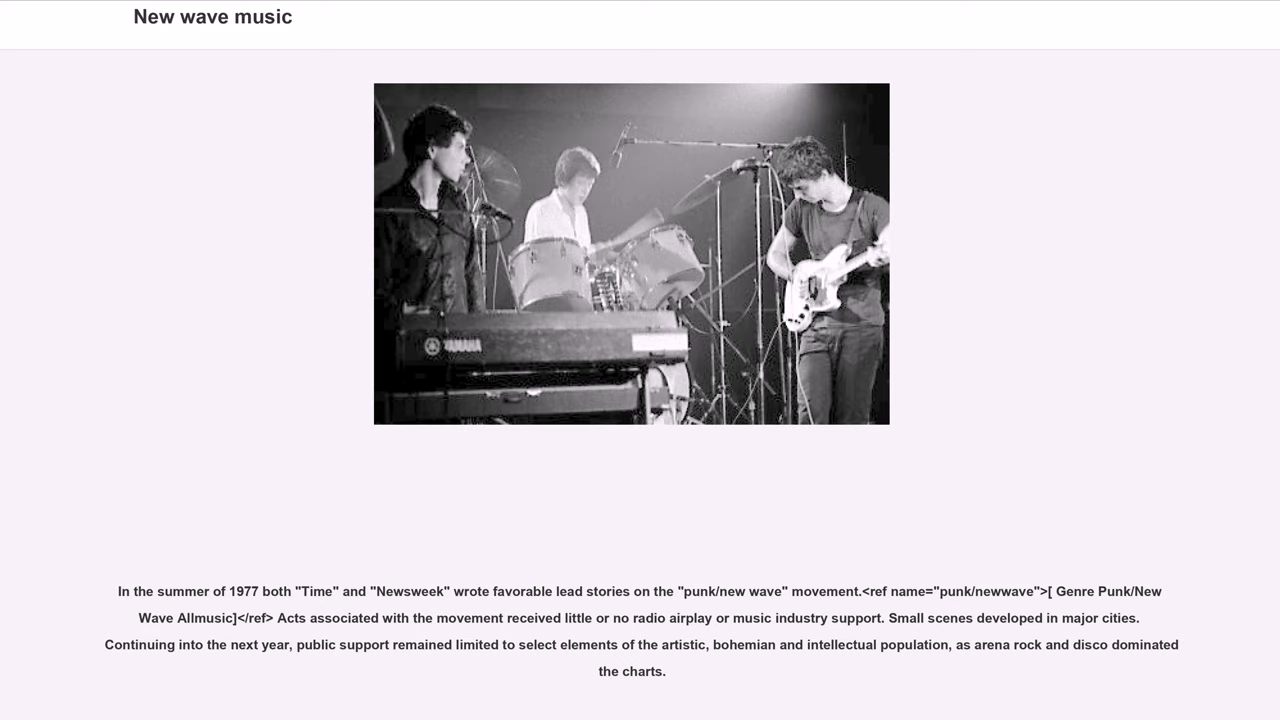 New wave music
YAMAHA
In the summer of 1977 both "Time" and "Newsweek" wrote favorable lead stories on the "punk/new wave" movement.<ref name="punk/newwave">[ Genre Punk/New
Wave Allmusic]</ref> Acts associated with the movement received little or no radio airplay or music industry support. Small scenes developed in major cities.
Continuing into the next year, public support remained limited to select elements of the artistic, bohemian and intellectual population, as arena rock and disco dominated
the charts.